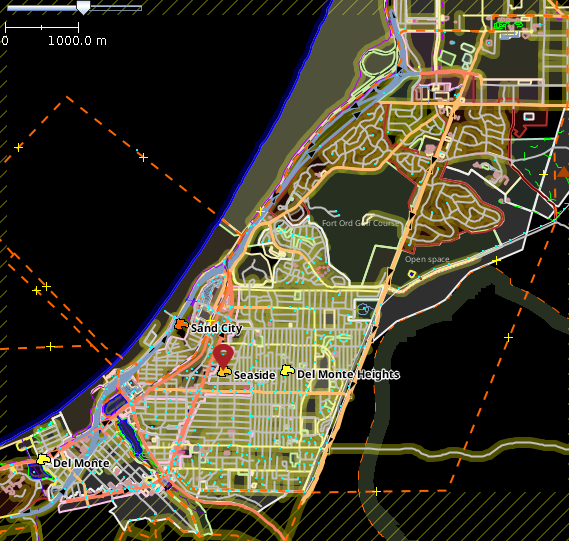 0 1000.0 m
Fort Ord Golf Course
Open space
Sand City
Seaside
Del Monte Heights
Del Monte